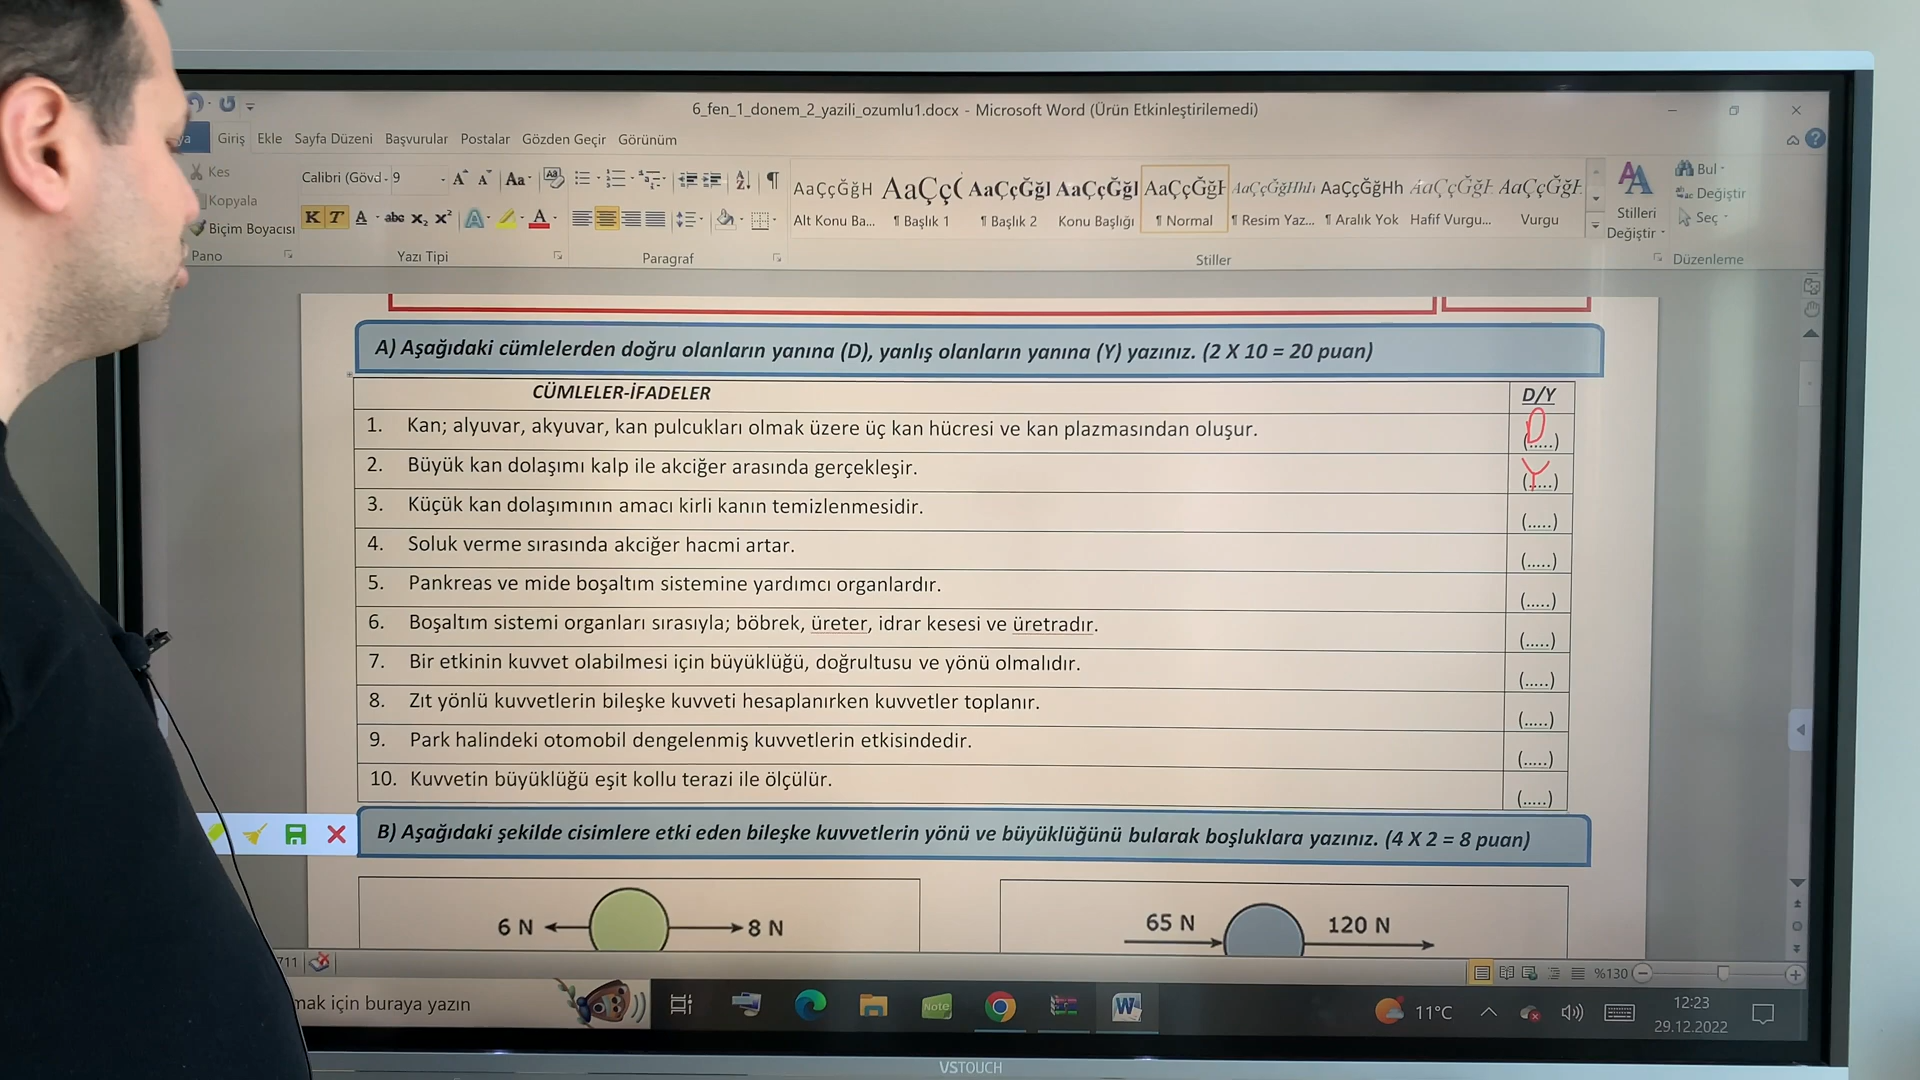 6_fen_1_donem_2_yazili_ozumlu1.docx - Microsoft Word (Ürün Etkinleştirilemedi)
ya Giriş Ekle Sayfa Düzeni Başvurular Postalar Gözden Geçir Görünüm
Kes
Kopyala
Biçim Boyacısı
Pano
Calibri (Gövd 9
Yazı Tipi
Paragraf
AaÇçĞğH AaÇç( AaÇçĞğI AaÇçĞğI AaÇçĞğF AaÇçĞğHhI AaÇçĞğHh AaÇçĞğF AaÇçĞğF
Alt Konu Ba... ¶ Başlık 1 ¶ Başlık 2 Konu Başlığı ¶ Normal ¶ Resim Yaz... ¶ Aralık Yok Hafif Vurgu... Vurgu
Stiller
Stilleri
Değiştir
Bul
Değiştir
Seç
Düzenleme
A) Aşağıdaki cümlelerden doğru olanların yanına (D), yanlış olanların yanına (Y) yazınız. (2 X 10 = 20 puan)
CÜMLELER-İFADELER D/Y
1. Kan; alyuvar, akyuvar, kan pulcukları olmak üzere üç kan hücresi ve kan plazmasından oluşur. (.....) D
2. Büyük kan dolaşımı kalp ile akciğer arasında gerçekleşir. (.....) Y
3. Küçük kan dolaşımının amacı kirli kanın temizlenmesidir. (.....)
4. Soluk verme sırasında akciğer hacmi artar. (.....)
5. Pankreas ve mide boşaltım sistemine yardımcı organlardır. (.....)
6. Boşaltım sistemi organları sırasıyla; böbrek, üreter, idrar kesesi ve üretradır. (.....)
7. Bir etkinin kuvvet olabilmesi için büyüklüğü, doğrultusu ve yönü olmalıdır. (.....)
8. Zıt yönlü kuvvetlerin bileşke kuvveti hesaplanırken kuvvetler toplanır. (.....)
9. Park halindeki otomobil dengelenmiş kuvvetlerin etkisindedir. (.....)
10. Kuvvetin büyüklüğü eşit kollu terazi ile ölçülür. (.....)
B) Aşağıdaki şekilde cisimlere etki eden bileşke kuvvetlerin yönü ve büyüklüğünü bularak boşluklara yazınız. (4 X 2 = 8 puan)
6 N 8 N 65 N 120 N
711
%130
mak için buraya yazın
Note
11°C
12:23
29.12.2022
VSTOUCH